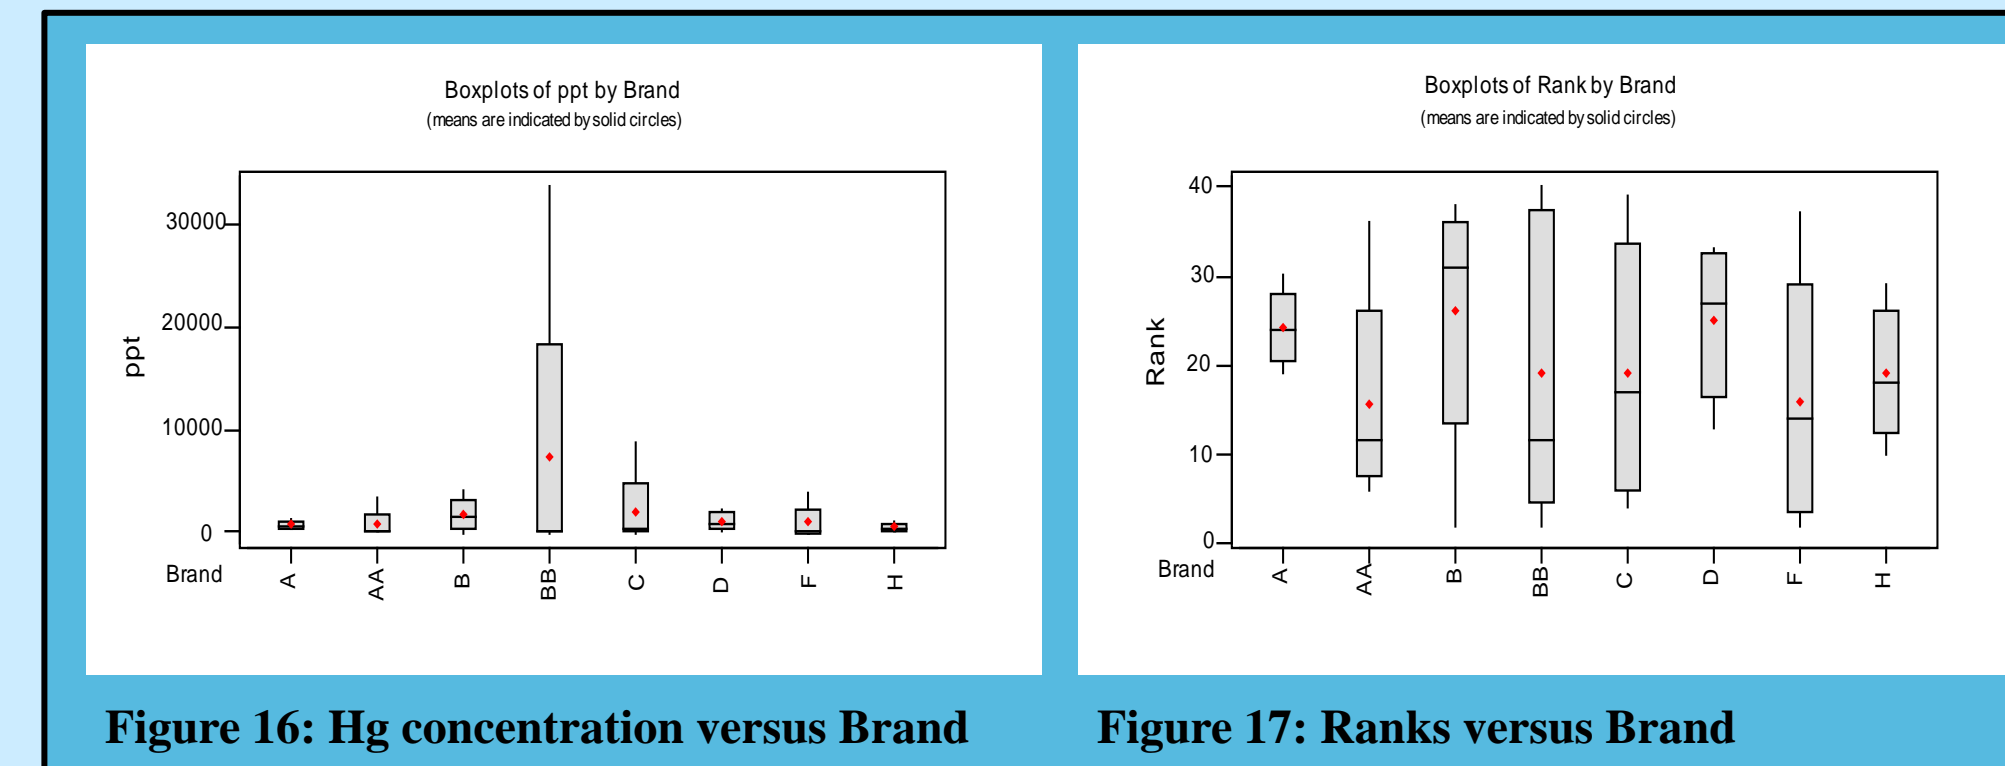 Boxplots of ppt by Brand
(means are indicated by solid circles)
30000
20000
10000
0
ppt
Brand
A
AA
B
BB
C
D
F
H
Figure 16: Hg concentration versus Brand
Boxplots of Rank by Brand
(means are indicated by solid circles)
40
30
20
10
0
Rank
Brand
A
AA
B
BB
C
D
F
H
Figure 17: Ranks versus Brand